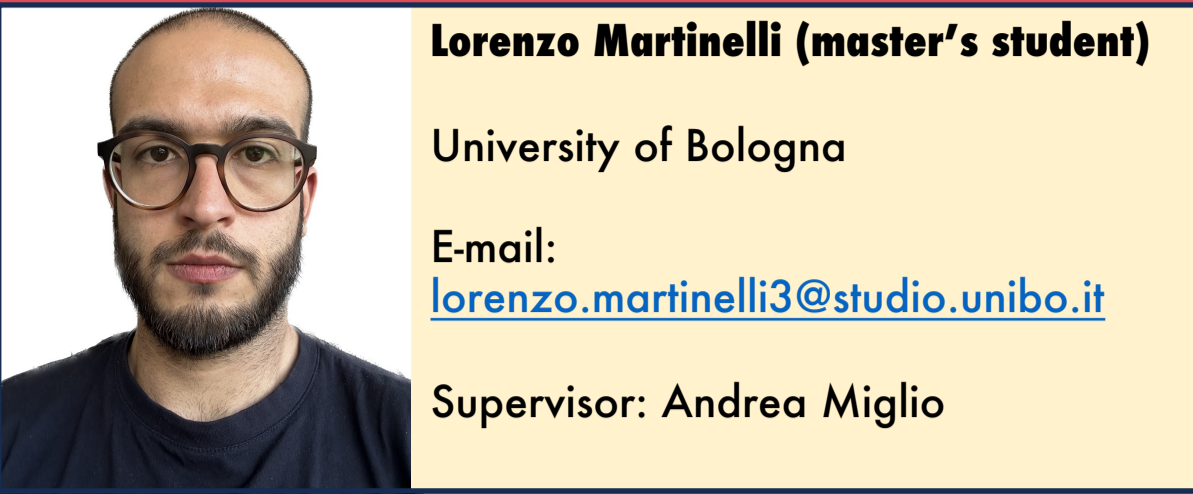 Lorenzo Martinelli (master’s student)
University of Bologna
E-mail:
lorenzo.martinelli3@studio.unibo.it
Supervisor: Andrea Miglio